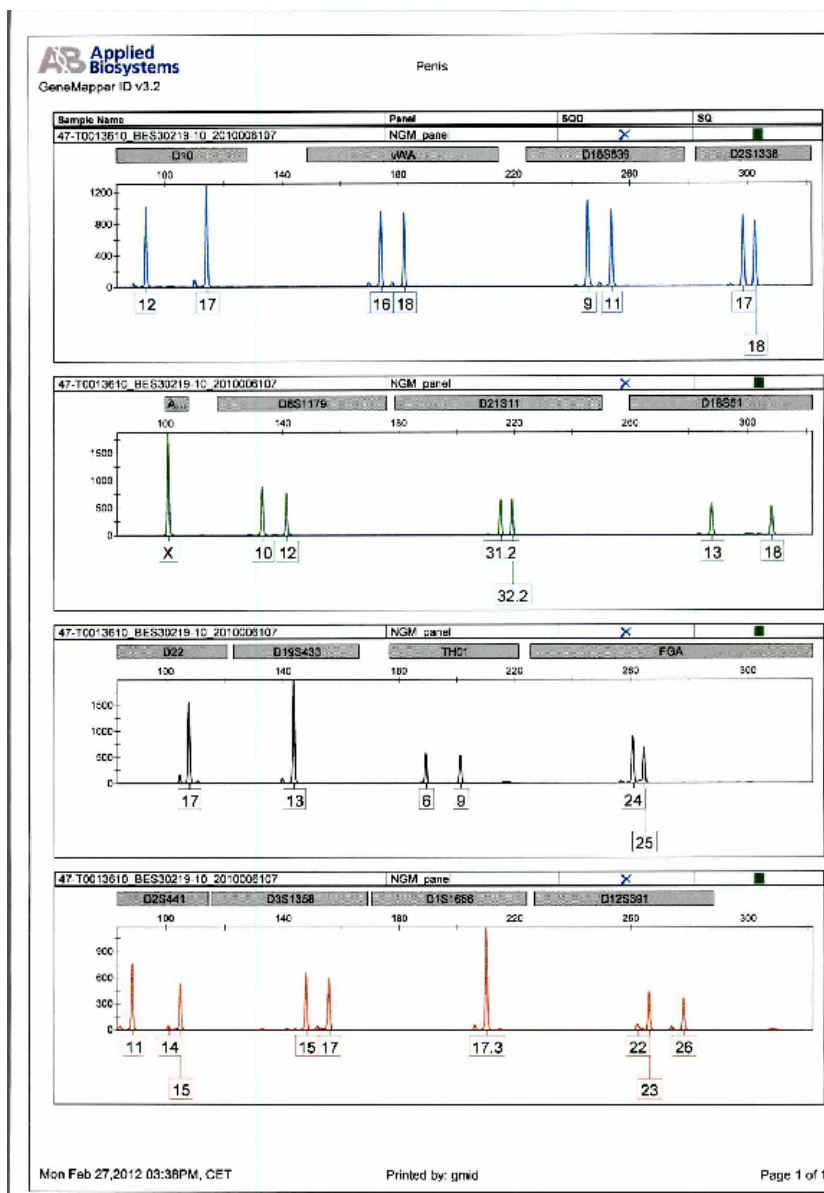 AB Applied Biosystems
Penis
GeneMapper ID v3.2
Sample Name Panel SQO SQ
47-T0013610_BES30219-10_2010006107 NGM_panel
D10 vWA D16S539 D2S1338
100 140 180 220 260 300
1200
800
400
0
12 17 16 18 9 11 17
18
47-T0013610_BES30219-10_2010006107 NGM_panel
A... D8S1179 D21S11 D18S51
100 140 180 220 260 300
1500
1000
500
0
X 10 12 31.2 13 18
32.2
47-T0013610_BES30219-10_2010006107 NGM_panel
D22 D19S433 TH01 FGA
100 140 180 220 260 300
1500
1000
500
0
17 13 6 9 24
25
47-T0013610_BES30219-10_2010006107 NGM_panel
D2S441 D3S1358 D1S1656 D12S391
100 140 180 220 260 300
900
600
300
0
11 14 15 17 17.3 22 26
15 23
Mon Feb 27,2012 03:38PM, CET Printed by: gmid Page 1 of 1